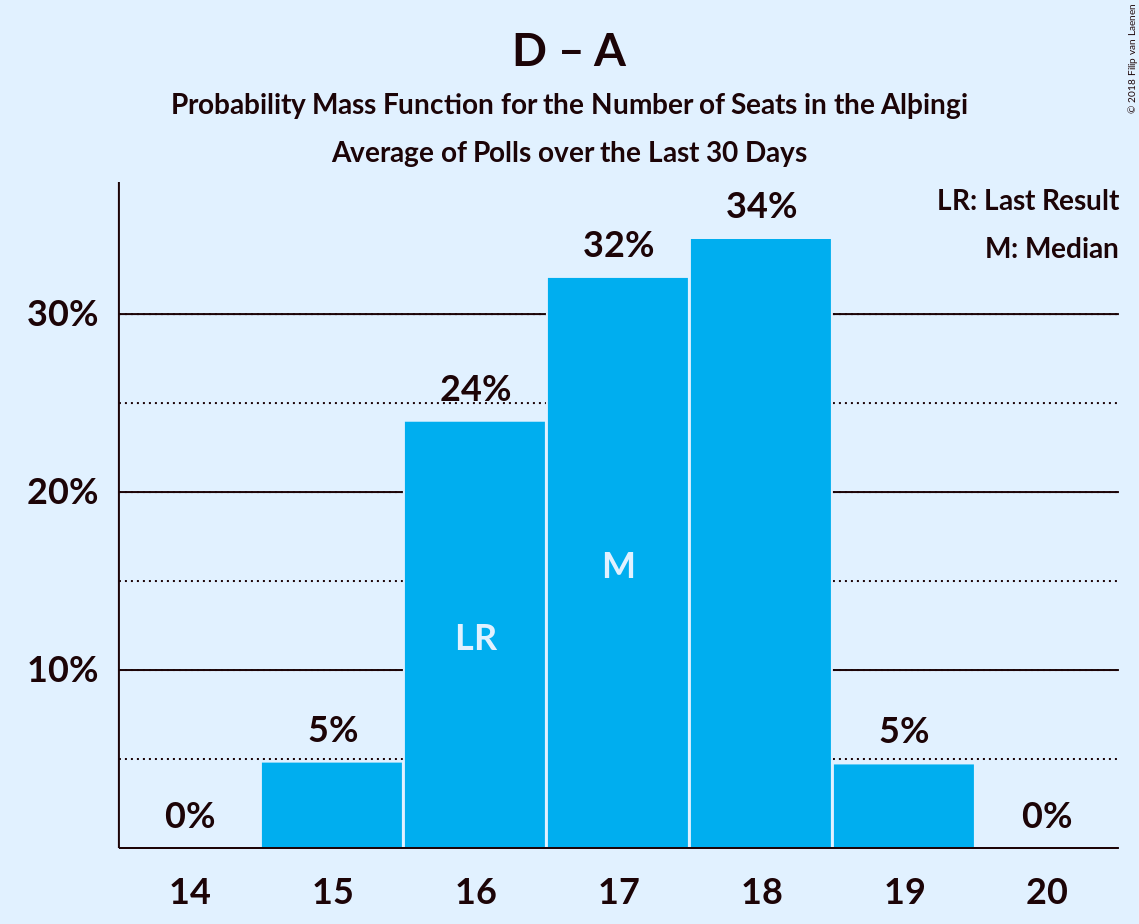 D – A
Probability Mass Function for the Number of Seats in the Alþingi
Average of Polls over the Last 30 Days
© 2018 Filip van Laenen
LR: Last Result
M: Median
30%
20%
10%
0%
5%
24%
32%
34%
5%
0%
LR
M
14
15
16
17
18
19
20